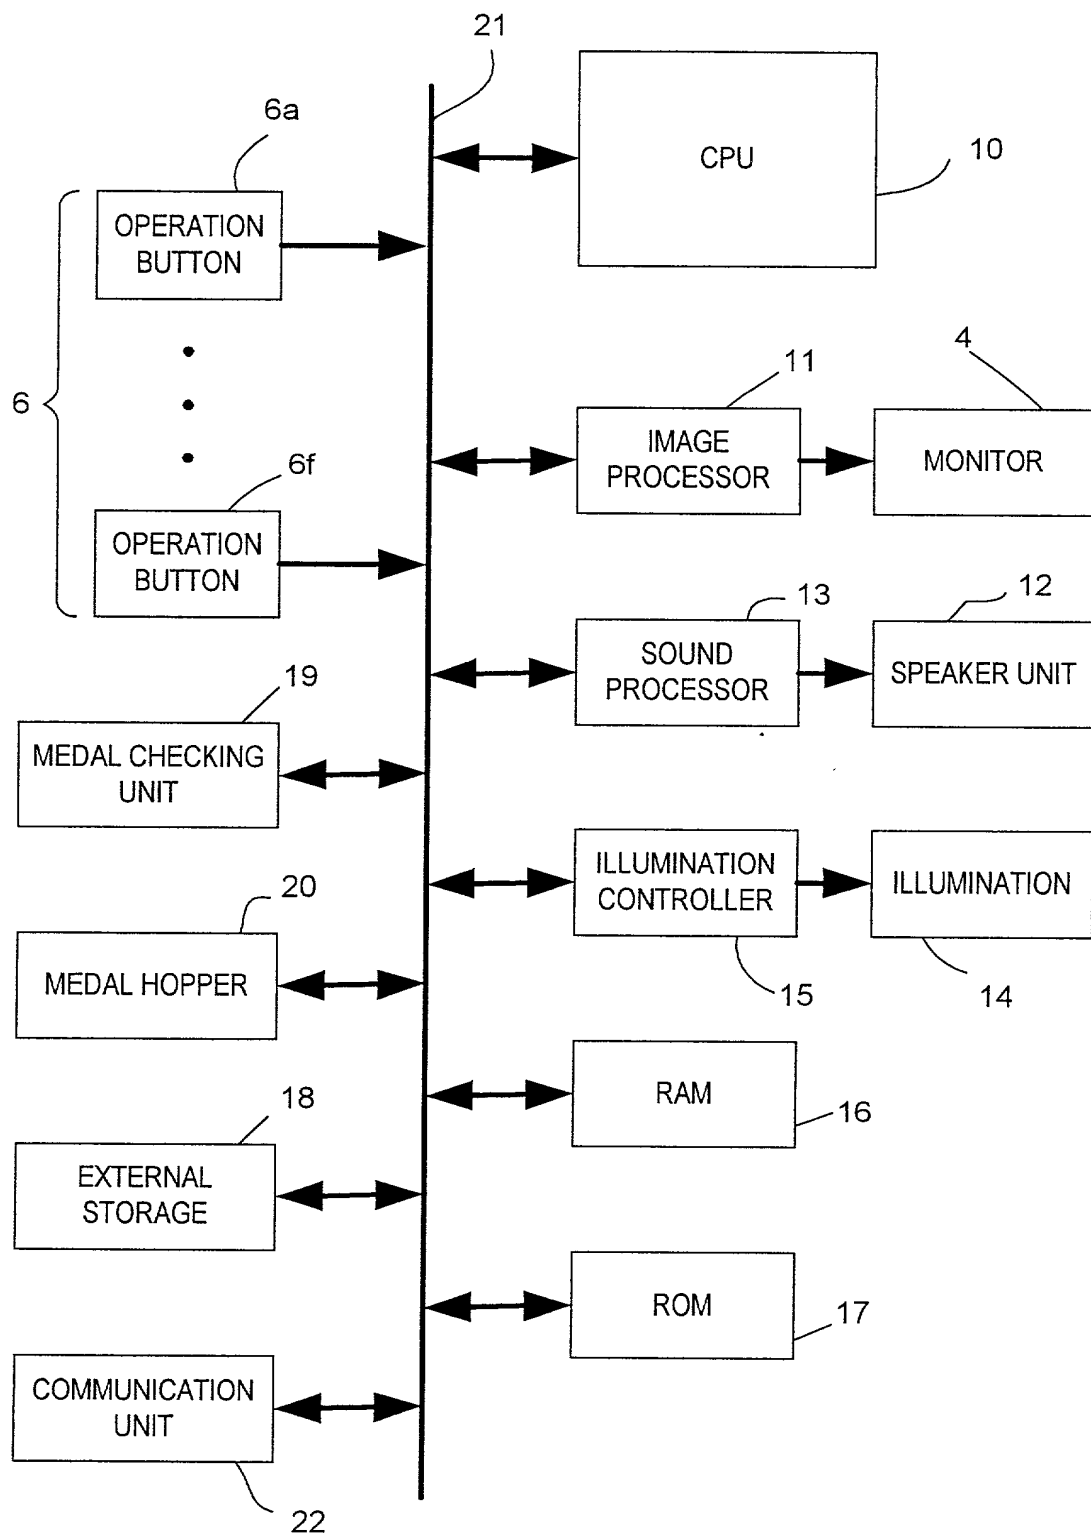 21
6a
CPU
10
OPERATION
BUTTON
6
11
4
IMAGE
PROCESSOR
MONITOR
6f
OPERATION
BUTTON
13
12
SOUND
PROCESSOR
SPEAKER UNIT
19
MEDAL CHECKING
UNIT
ILLUMINATION
CONTROLLER
ILLUMINATION
20
MEDAL HOPPER
15
14
RAM
16
18
EXTERNAL
STORAGE
ROM
17
COMMUNICATION
UNIT
22